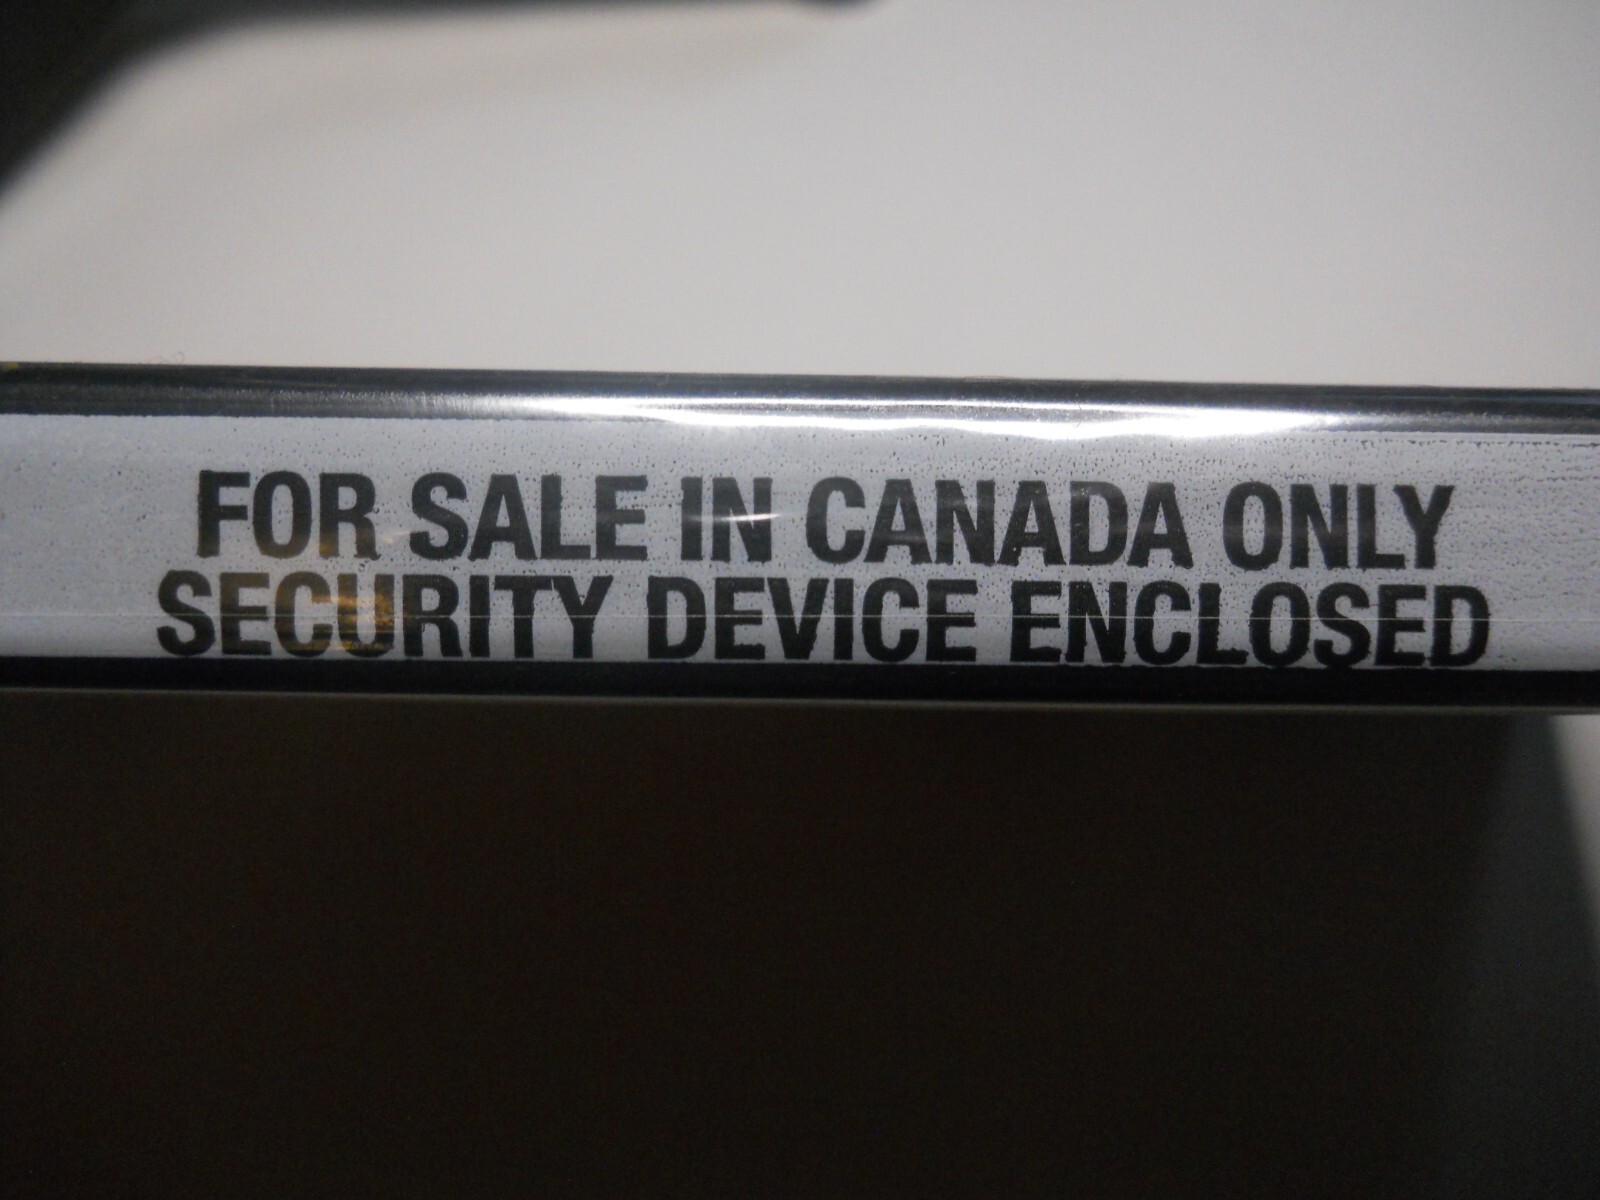 FOR SALE IN CANADA ONLY
SECURITY DEVICE ENCLOSED